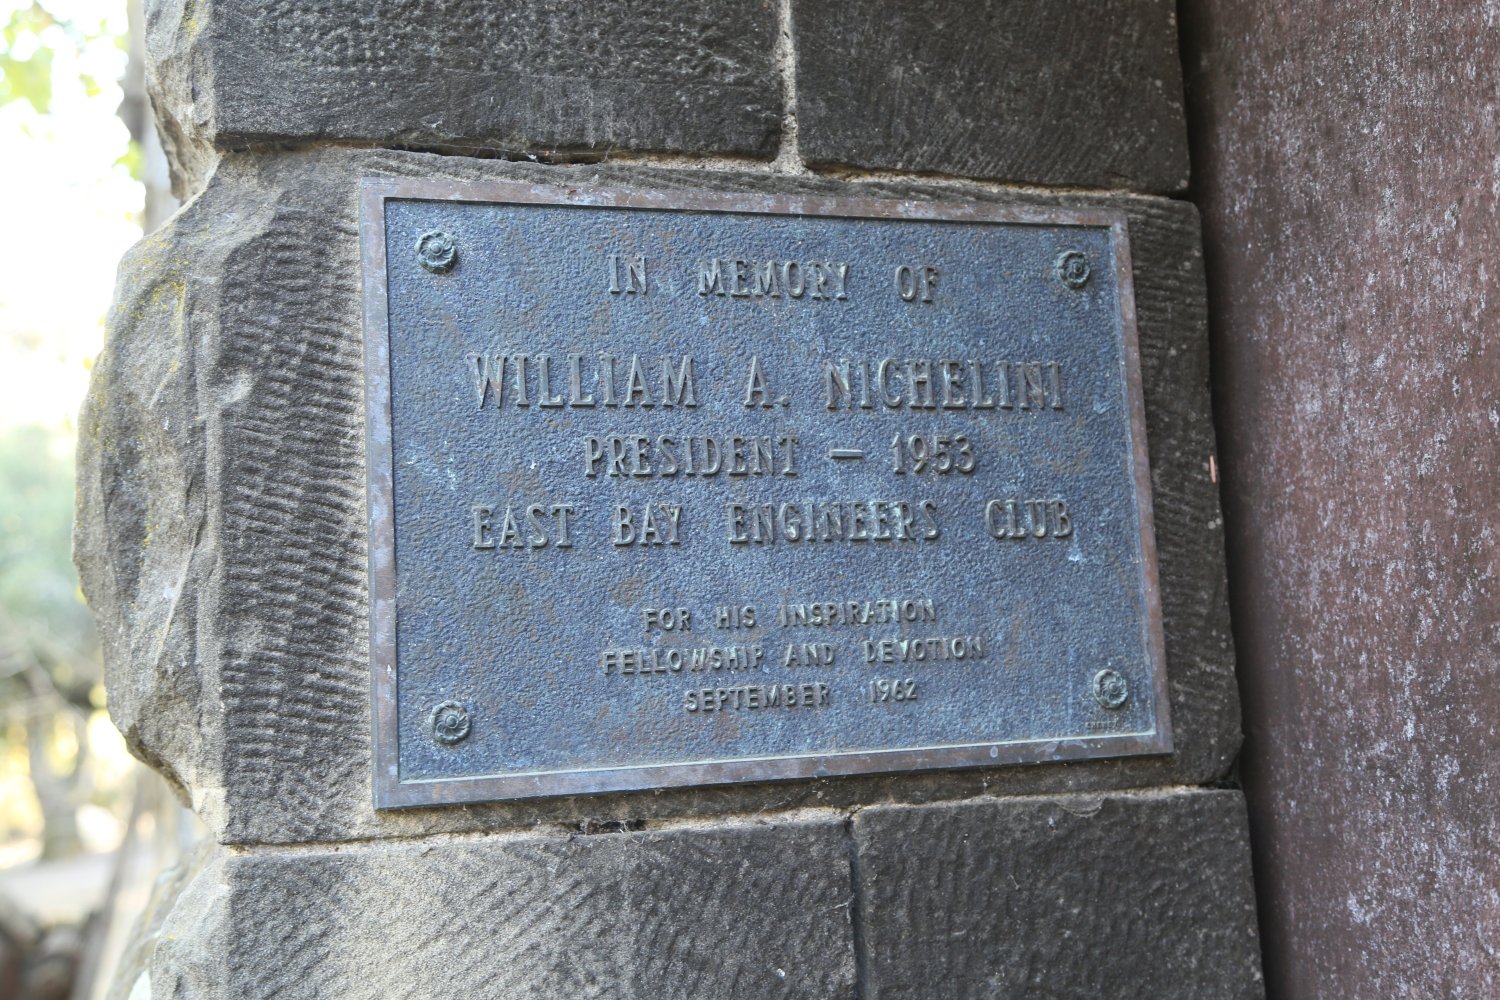 IN MEMORY OF
WILLIAM A. NICHELINI
PRESIDENT — 1953
EAST BAY ENGINEERS CLUB
FOR HIS INSPIRATION
FELLOWSHIP AND DEVOTION
SEPTEMBER 1962